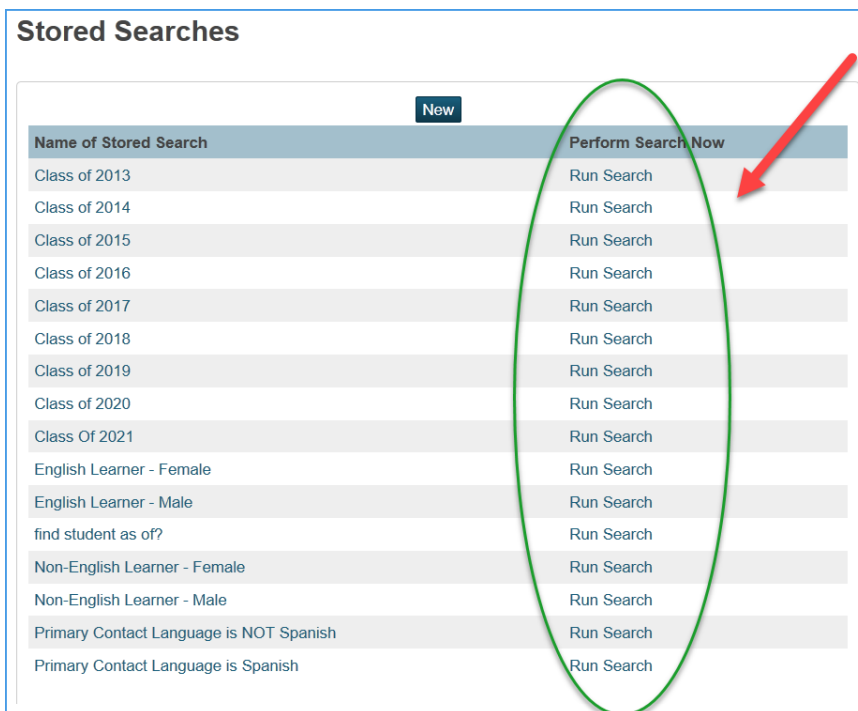 Stored Searches
New
Name of Stored Search Perform Search Now
Class of 2013 Run Search
Class of 2014 Run Search
Class of 2015 Run Search
Class of 2016 Run Search
Class of 2017 Run Search
Class of 2018 Run Search
Class of 2019 Run Search
Class of 2020 Run Search
Class Of 2021 Run Search
English Learner - Female Run Search
English Learner - Male Run Search
find student as of? Run Search
Non-English Learner - Female Run Search
Non-English Learner - Male Run Search
Primary Contact Language is NOT Spanish Run Search
Primary Contact Language is Spanish Run Search